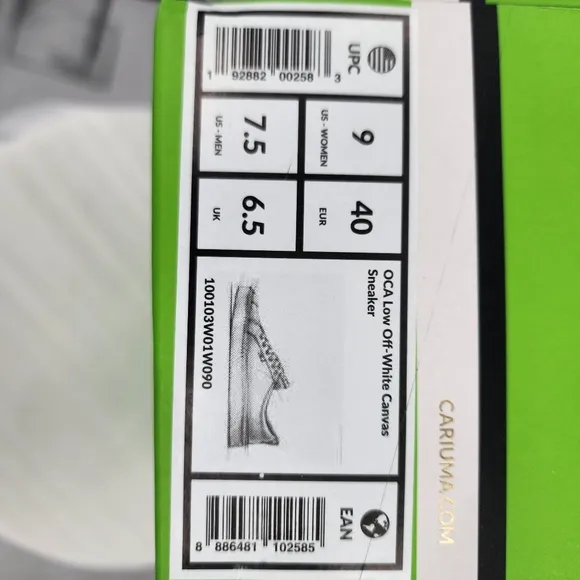 UPC
1 92882 00258 3
9
US - WOMEN
7.5
US - MEN
40
EUR
6.5
UK
OCA Low Off-White Canvas
Sneaker
100103W01W090
EAN
8 886481 102585
CARIUMA.COM